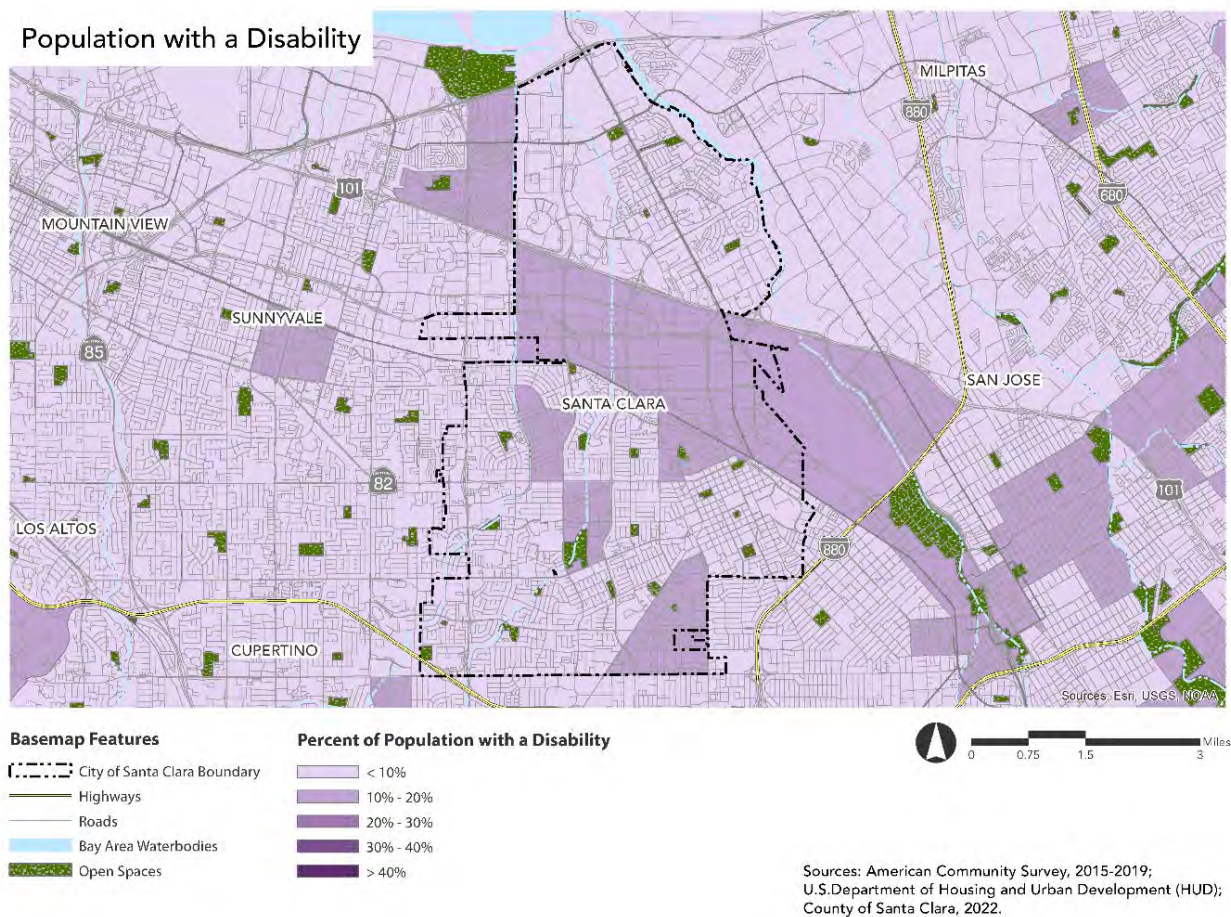 Population with a Disability
MILPITAS
880
680
101
MOUNTAIN VIEW
SUNNYVALE
85
SAN JOSE
SANTA CLARA
82
101
LOS ALTOS
880
CUPERTINO
Sources: Esri, USGS, NOAA
Basemap Features
City of Santa Clara Boundary
Highways
Roads
Bay Area Waterbodies
Open Spaces
Percent of Population with a Disability
< 10%
10% - 20%
20% - 30%
30% - 40%
> 40%
Miles
0 0.75 1.5 3
Sources: American Community Survey, 2015-2019;
U.S.Department of Housing and Urban Development (HUD);
County of Santa Clara, 2022.